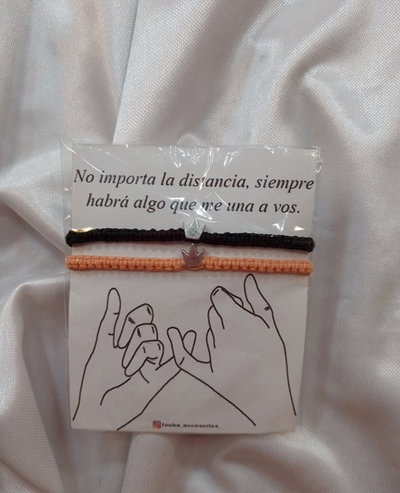 No importa la distancia, siempre
habrá algo que me una a vos.